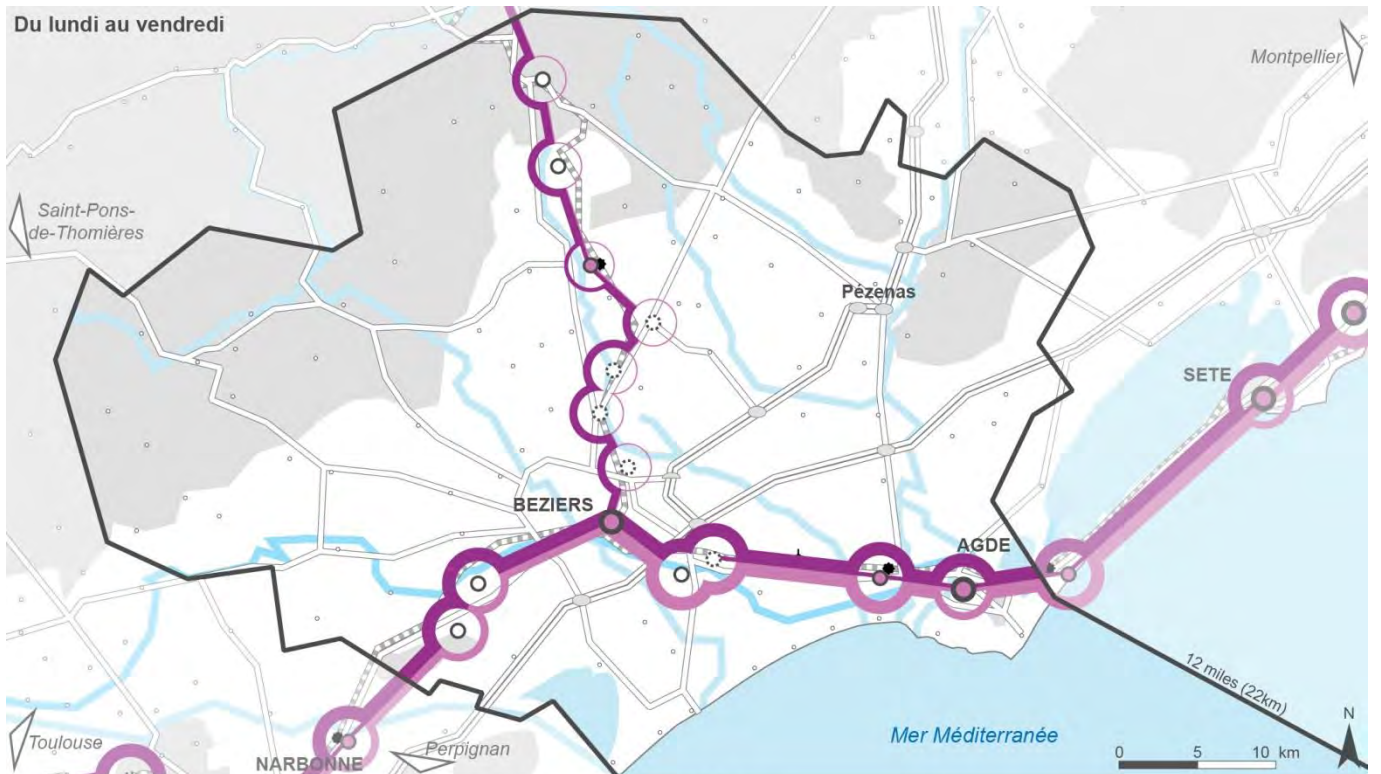 Du lundi au vendredi
Montpellier
Saint-Pons-
de-Thomières
Pézenas
SETE
BEZIERS
AGDE
12 miles (22km)
Mer Méditerranée
N
Toulouse
Perpignan
NARBONNE
0 5 10 km